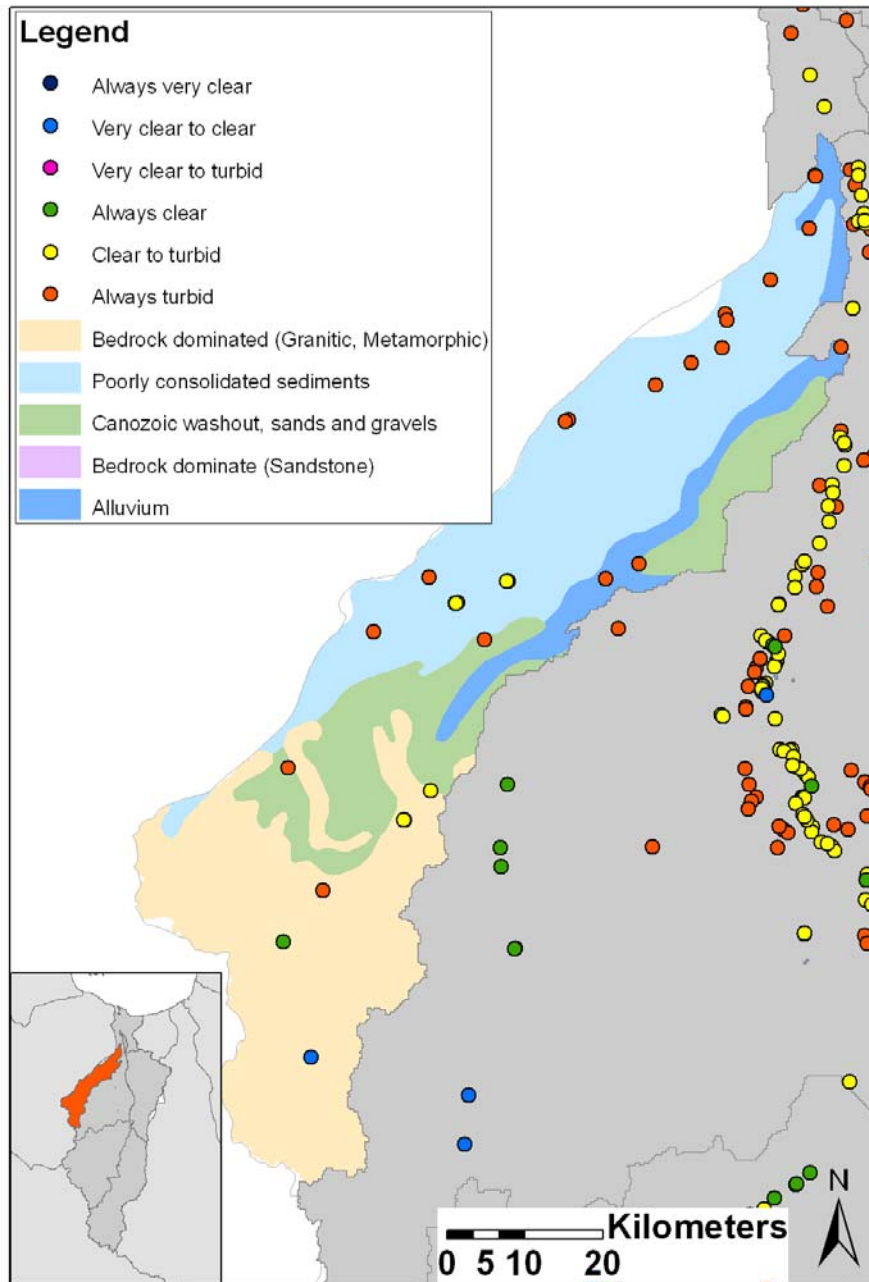 Legend
Always very clear
Very clear to clear
Very clear to turbid
Always clear
Clear to turbid
Always turbid
Bedrock dominated (Granitic, Metamorphic)
Poorly consolidated sediments
Canozoic washout, sands and gravels
Bedrock dominate (Sandstone)
Alluvium
N
Kilometers
0 5 10 20